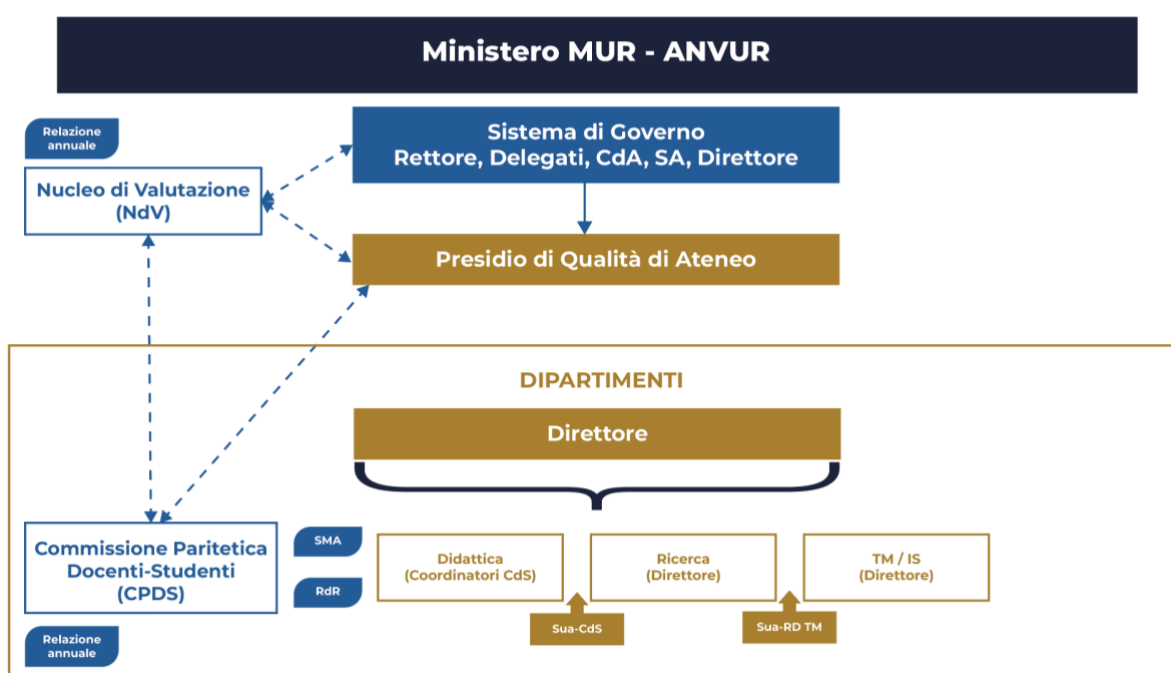 Ministero MUR - ANVUR
Relazione
annuale
Sistema di Governo
Rettore, Delegati, CdA, SA, Direttore
Nucleo di Valutazione
(NdV)
Presidio di Qualità di Ateneo
DIPARTIMENTI
Direttore
Commissione Paritetica
Docenti-Studenti
(CPDS)
SMA
RdR
Didattica
(Coordinatori CdS)
Ricerca
(Direttore)
TM / IS
(Direttore)
Sua-CdS
Sua-RD TM
Relazione
annuale